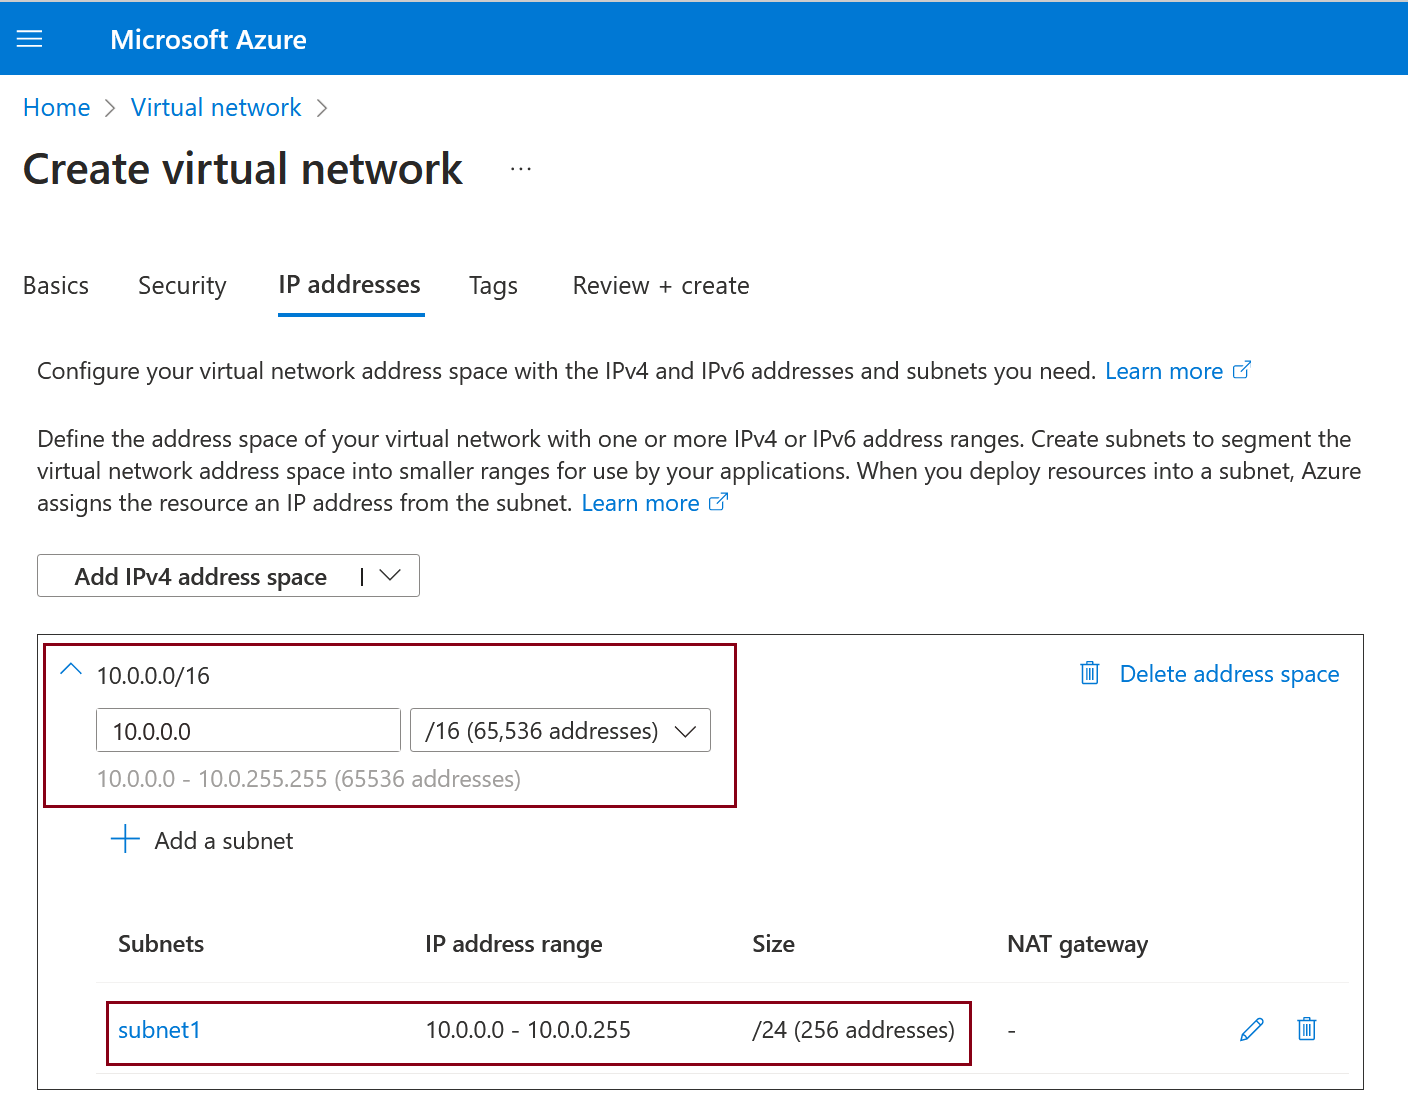 Microsoft Azure
Home > Virtual network >
Create virtual network ...
Basics Security IP addresses Tags Review + create
Configure your virtual network address space with the IPv4 and IPv6 addresses and subnets you need. Learn more
Define the address space of your virtual network with one or more IPv4 or IPv6 address ranges. Create subnets to segment the
virtual network address space into smaller ranges for use by your applications. When you deploy resources into a subnet, Azure
assigns the resource an IP address from the subnet. Learn more
Add IPv4 address space |
10.0.0.0/16 Delete address space
10.0.0.0 /16 (65,536 addresses)
10.0.0.0 - 10.0.255.255 (65536 addresses)
+ Add a subnet
Subnets IP address range Size NAT gateway
subnet1 10.0.0.0 - 10.0.0.255 /24 (256 addresses) -